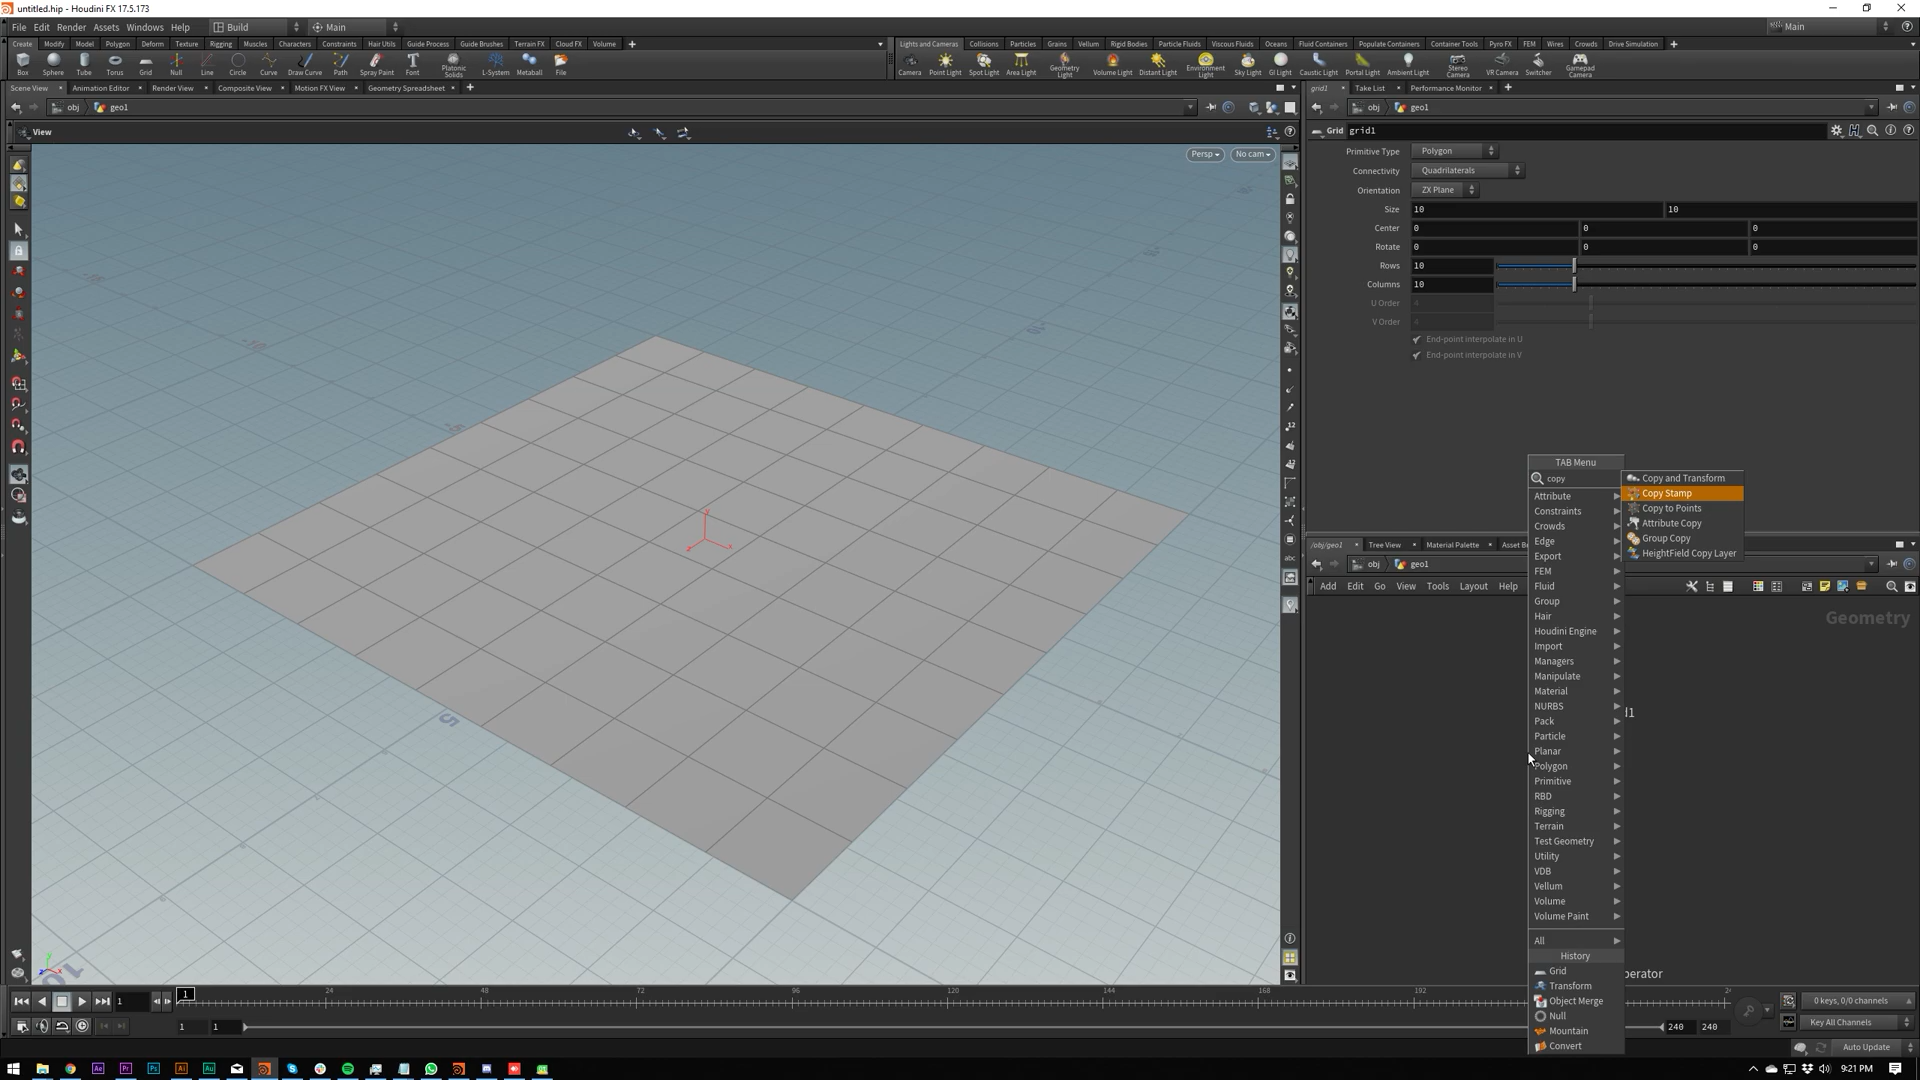 untitled.hip - Houdini FX 17.5.173
File Edit Render Assets Windows Help Build Main Main
Create Modify Model Polygon Deform Texture Rigging Muscles Characters Constraints Hair Utils Guide Process Guide Brushes Terrain FX Cloud FX Volume
Lights and Cameras Collisions Particles Grains Vellum Rigid Bodies Particle Fluids Viscous Fluids Oceans Fluid Containers Populate Containers Container Tools Pyro FX FEM Wires Crowds Drive Simulation
Box Sphere Tube Torus Grid Null Line Circle Curve Draw Curve Path Spray Paint Font Platonic Solids L-System Metaball File
Camera Point Light Spot Light Area Light Geometry Light Volume Light Distant Light Environment Light Sky Light GI Light Caustic Light Portal Light Ambient Light Stereo Camera VR Camera Switcher Gamepad Camera
Scene View Animation Editor Render View Composite View Motion FX View Geometry Spreadsheet
obj geo1
View
Persp No cam
5
grid1 Take List Performance Monitor
obj geo1
Grid grid1
Primitive Type Polygon
Connectivity Quadrilaterals
Orientation ZX Plane
Size 10 10
Center 0 0 0
Rotate 0 0 0
Rows 10
Columns 10
U Order 4
V Order 4
End-point interpolate in U
End-point interpolate in V
TAB Menu
copy
Attribute
Constraints
Crowds
Edge
Export
FEM
Fluid
Group
Hair
Houdini Engine
Import
Managers
Manipulate
Material
NURBS
Pack
Particle
Planar
Polygon
Primitive
RBD
Rigging
Terrain
Test Geometry
Utility
VDB
Vellum
Volume
Volume Paint
All
History
Grid
Transform
Object Merge
Null
Mountain
Convert
Copy and Transform
Copy Stamp
Copy to Points
Attribute Copy
Group Copy
HeightField Copy Layer
/obj/geo1 Tree View Material Palette
obj geo1
Add Edit Go View Tools Layout Help
Geometry
1 1 24 48 72 96 120 144 168 192
1 1 240 240
0 keys, 0/0 channels
Key All Channels
Auto Update
9:21 PM